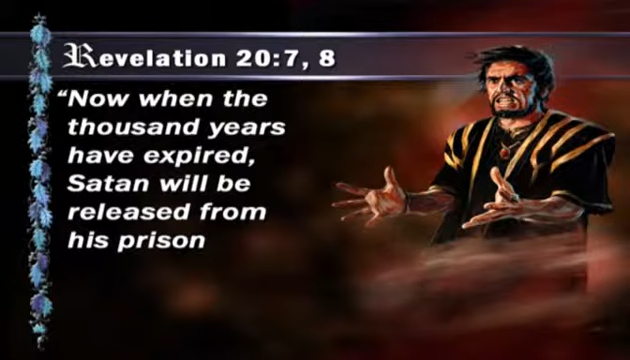 Revelation 20:7, 8
“Now when the
thousand years
have expired,
Satan will be
released from
his prison